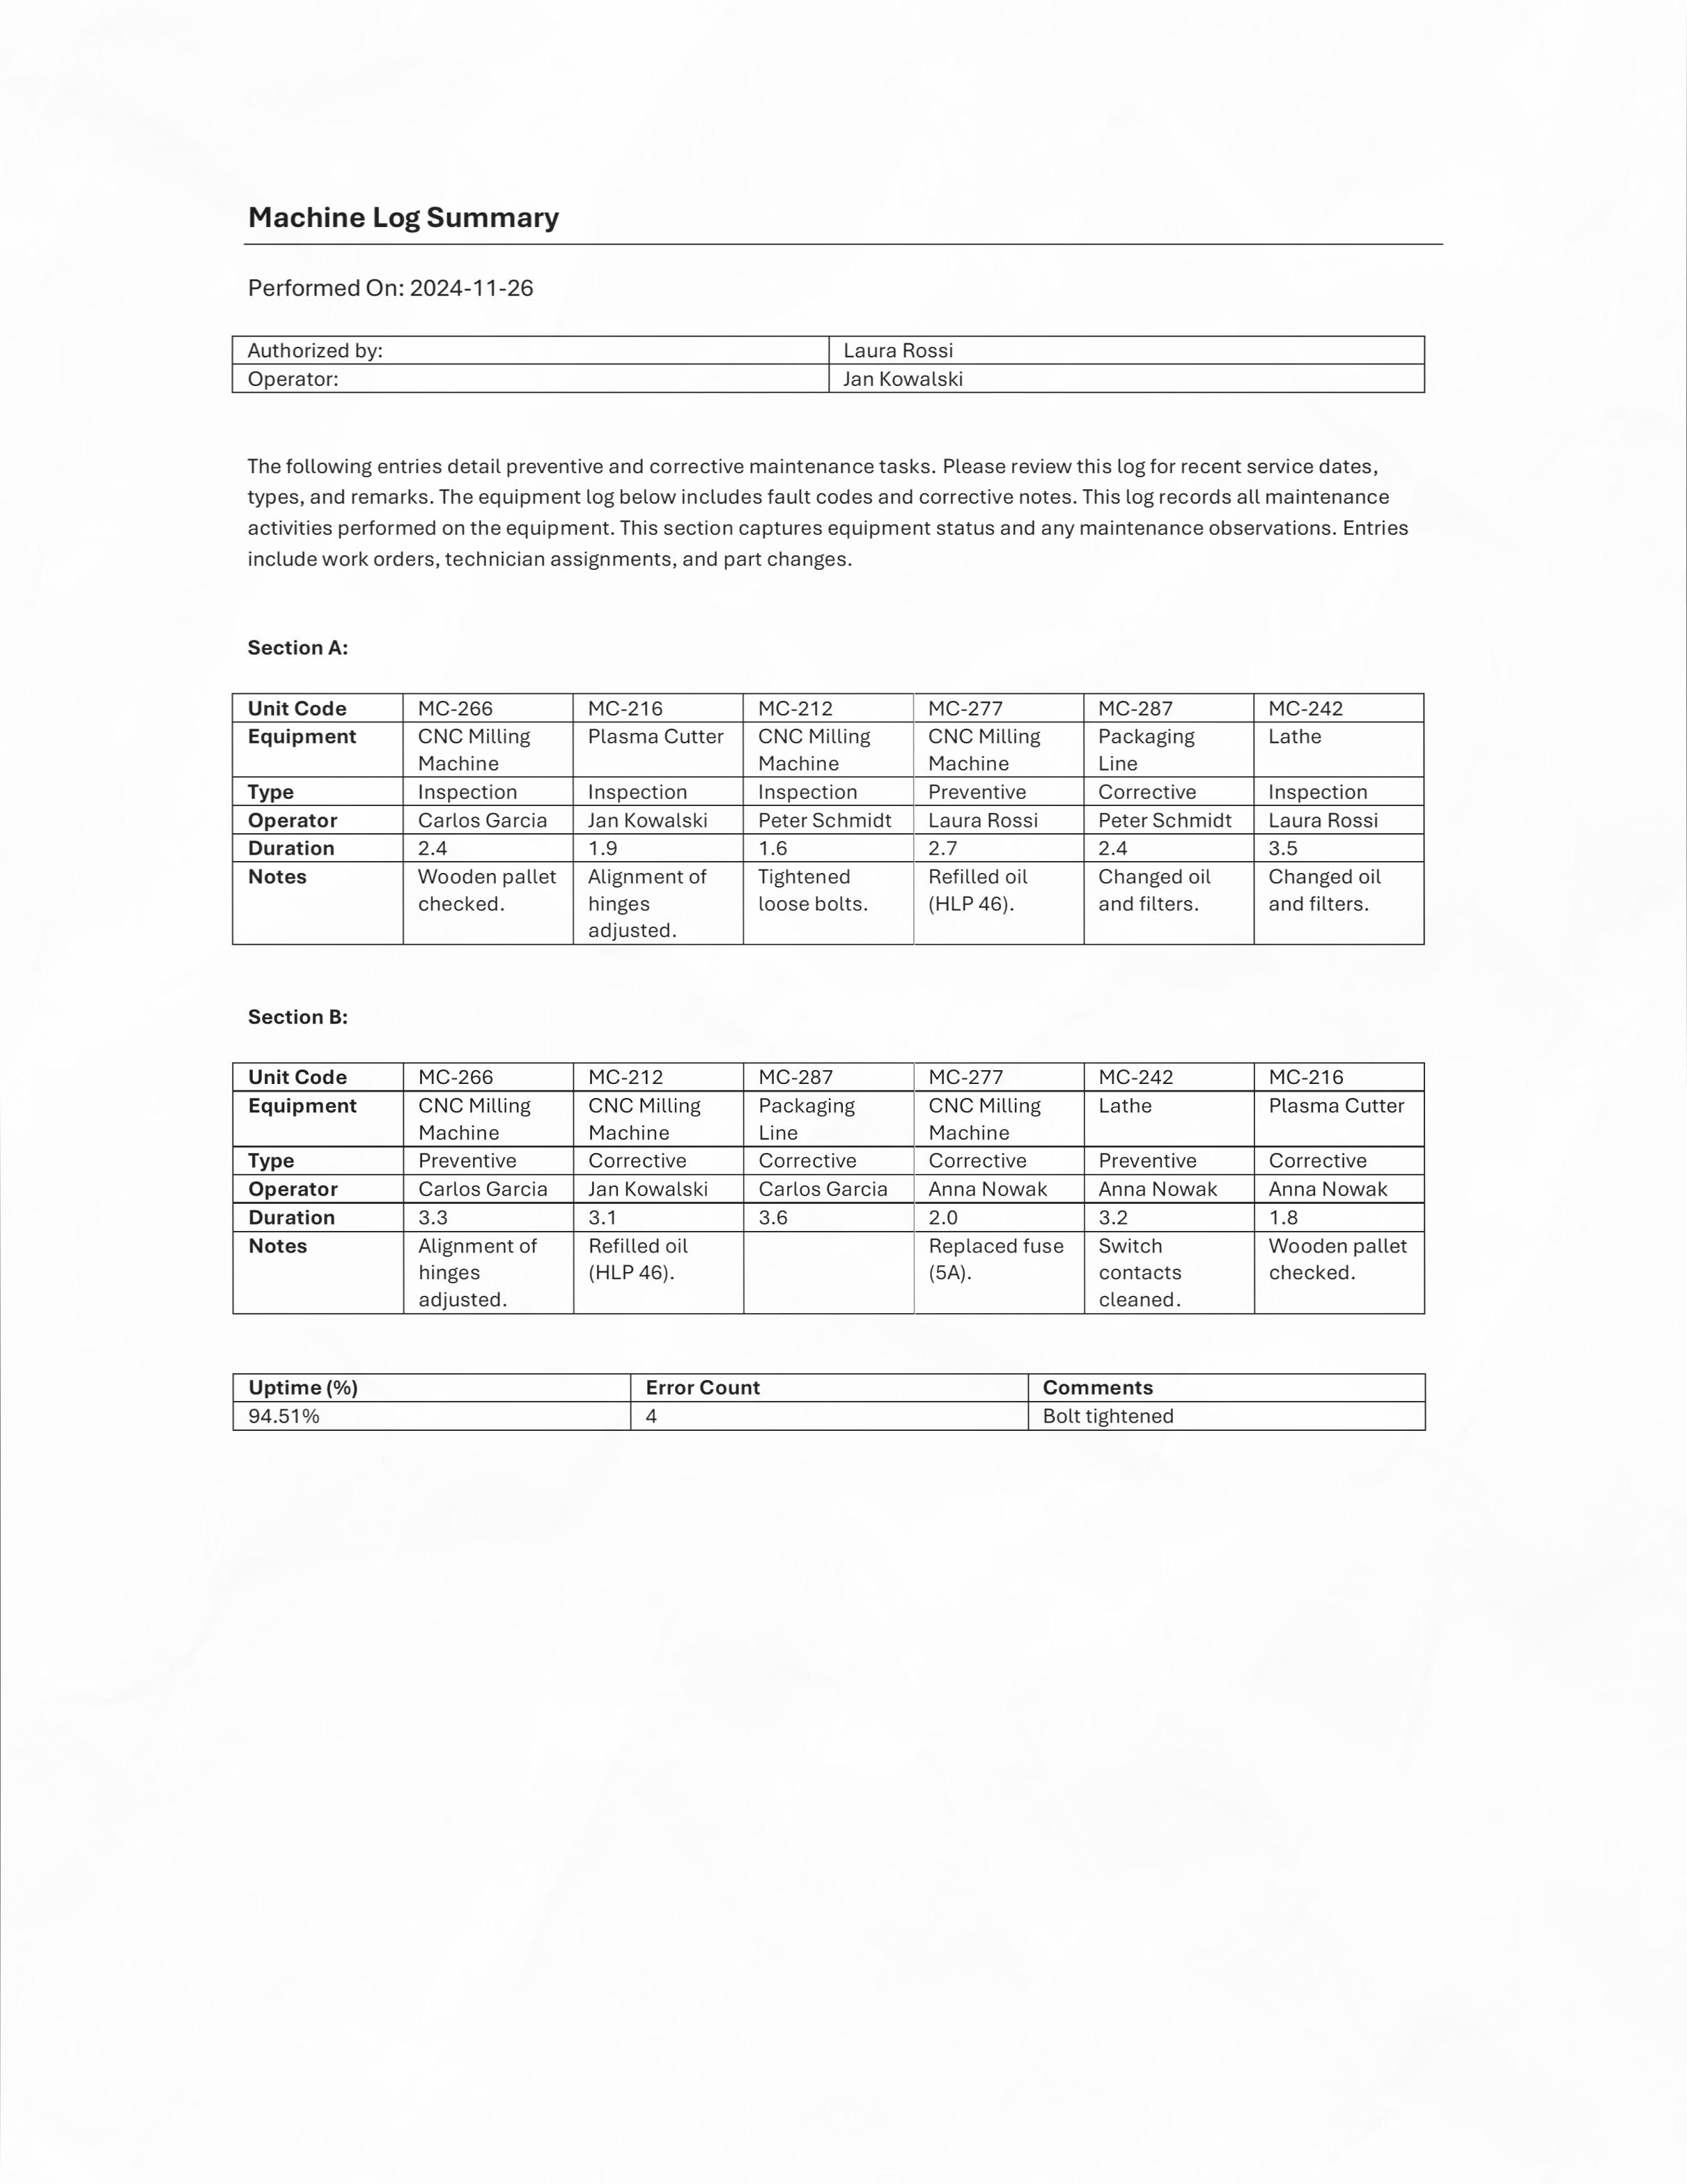 Machine Log Summary
Performed On: 2024-11-26
Authorized by: Laura Rossi
Operator: Jan Kowalski
The following entries detail preventive and corrective maintenance tasks. Please review this log for recent service dates,
types, and remarks. The equipment log below includes fault codes and corrective notes. This log records all maintenance
activities performed on the equipment. This section captures equipment status and any maintenance observations. Entries
include work orders, technician assignments, and part changes.
Section A:
Unit Code MC-266 MC-216 MC-212 MC-277 MC-287 MC-242
Equipment CNC Milling Plasma Cutter CNC Milling CNC Milling Packaging Lathe
Machine Machine Machine Line
Type Inspection Inspection Inspection Preventive Corrective Inspection
Operator Carlos Garcia Jan Kowalski Peter Schmidt Laura Rossi Peter Schmidt Laura Rossi
Duration 2.4 1.9 1.6 2.7 2.4 3.5
Notes Wooden pallet Alignment of Tightened Refilled oil Changed oil Changed oil
checked. hinges loose bolts. (HLP 46). and filters. and filters.
adjusted.
Section B:
Unit Code MC-266 MC-212 MC-287 MC-277 MC-242 MC-216
Equipment CNC Milling CNC Milling Packaging CNC Milling Lathe Plasma Cutter
Machine Machine Line Machine
Type Preventive Corrective Corrective Corrective Preventive Corrective
Operator Carlos Garcia Jan Kowalski Carlos Garcia Anna Nowak Anna Nowak Anna Nowak
Duration 3.3 3.1 3.6 2.0 3.2 1.8
Notes Alignment of Refilled oil Replaced fuse Switch Wooden pallet
hinges (HLP 46). (5A). contacts checked.
adjusted. cleaned.
Uptime (%) Error Count Comments
94.51% 4 Bolt tightened